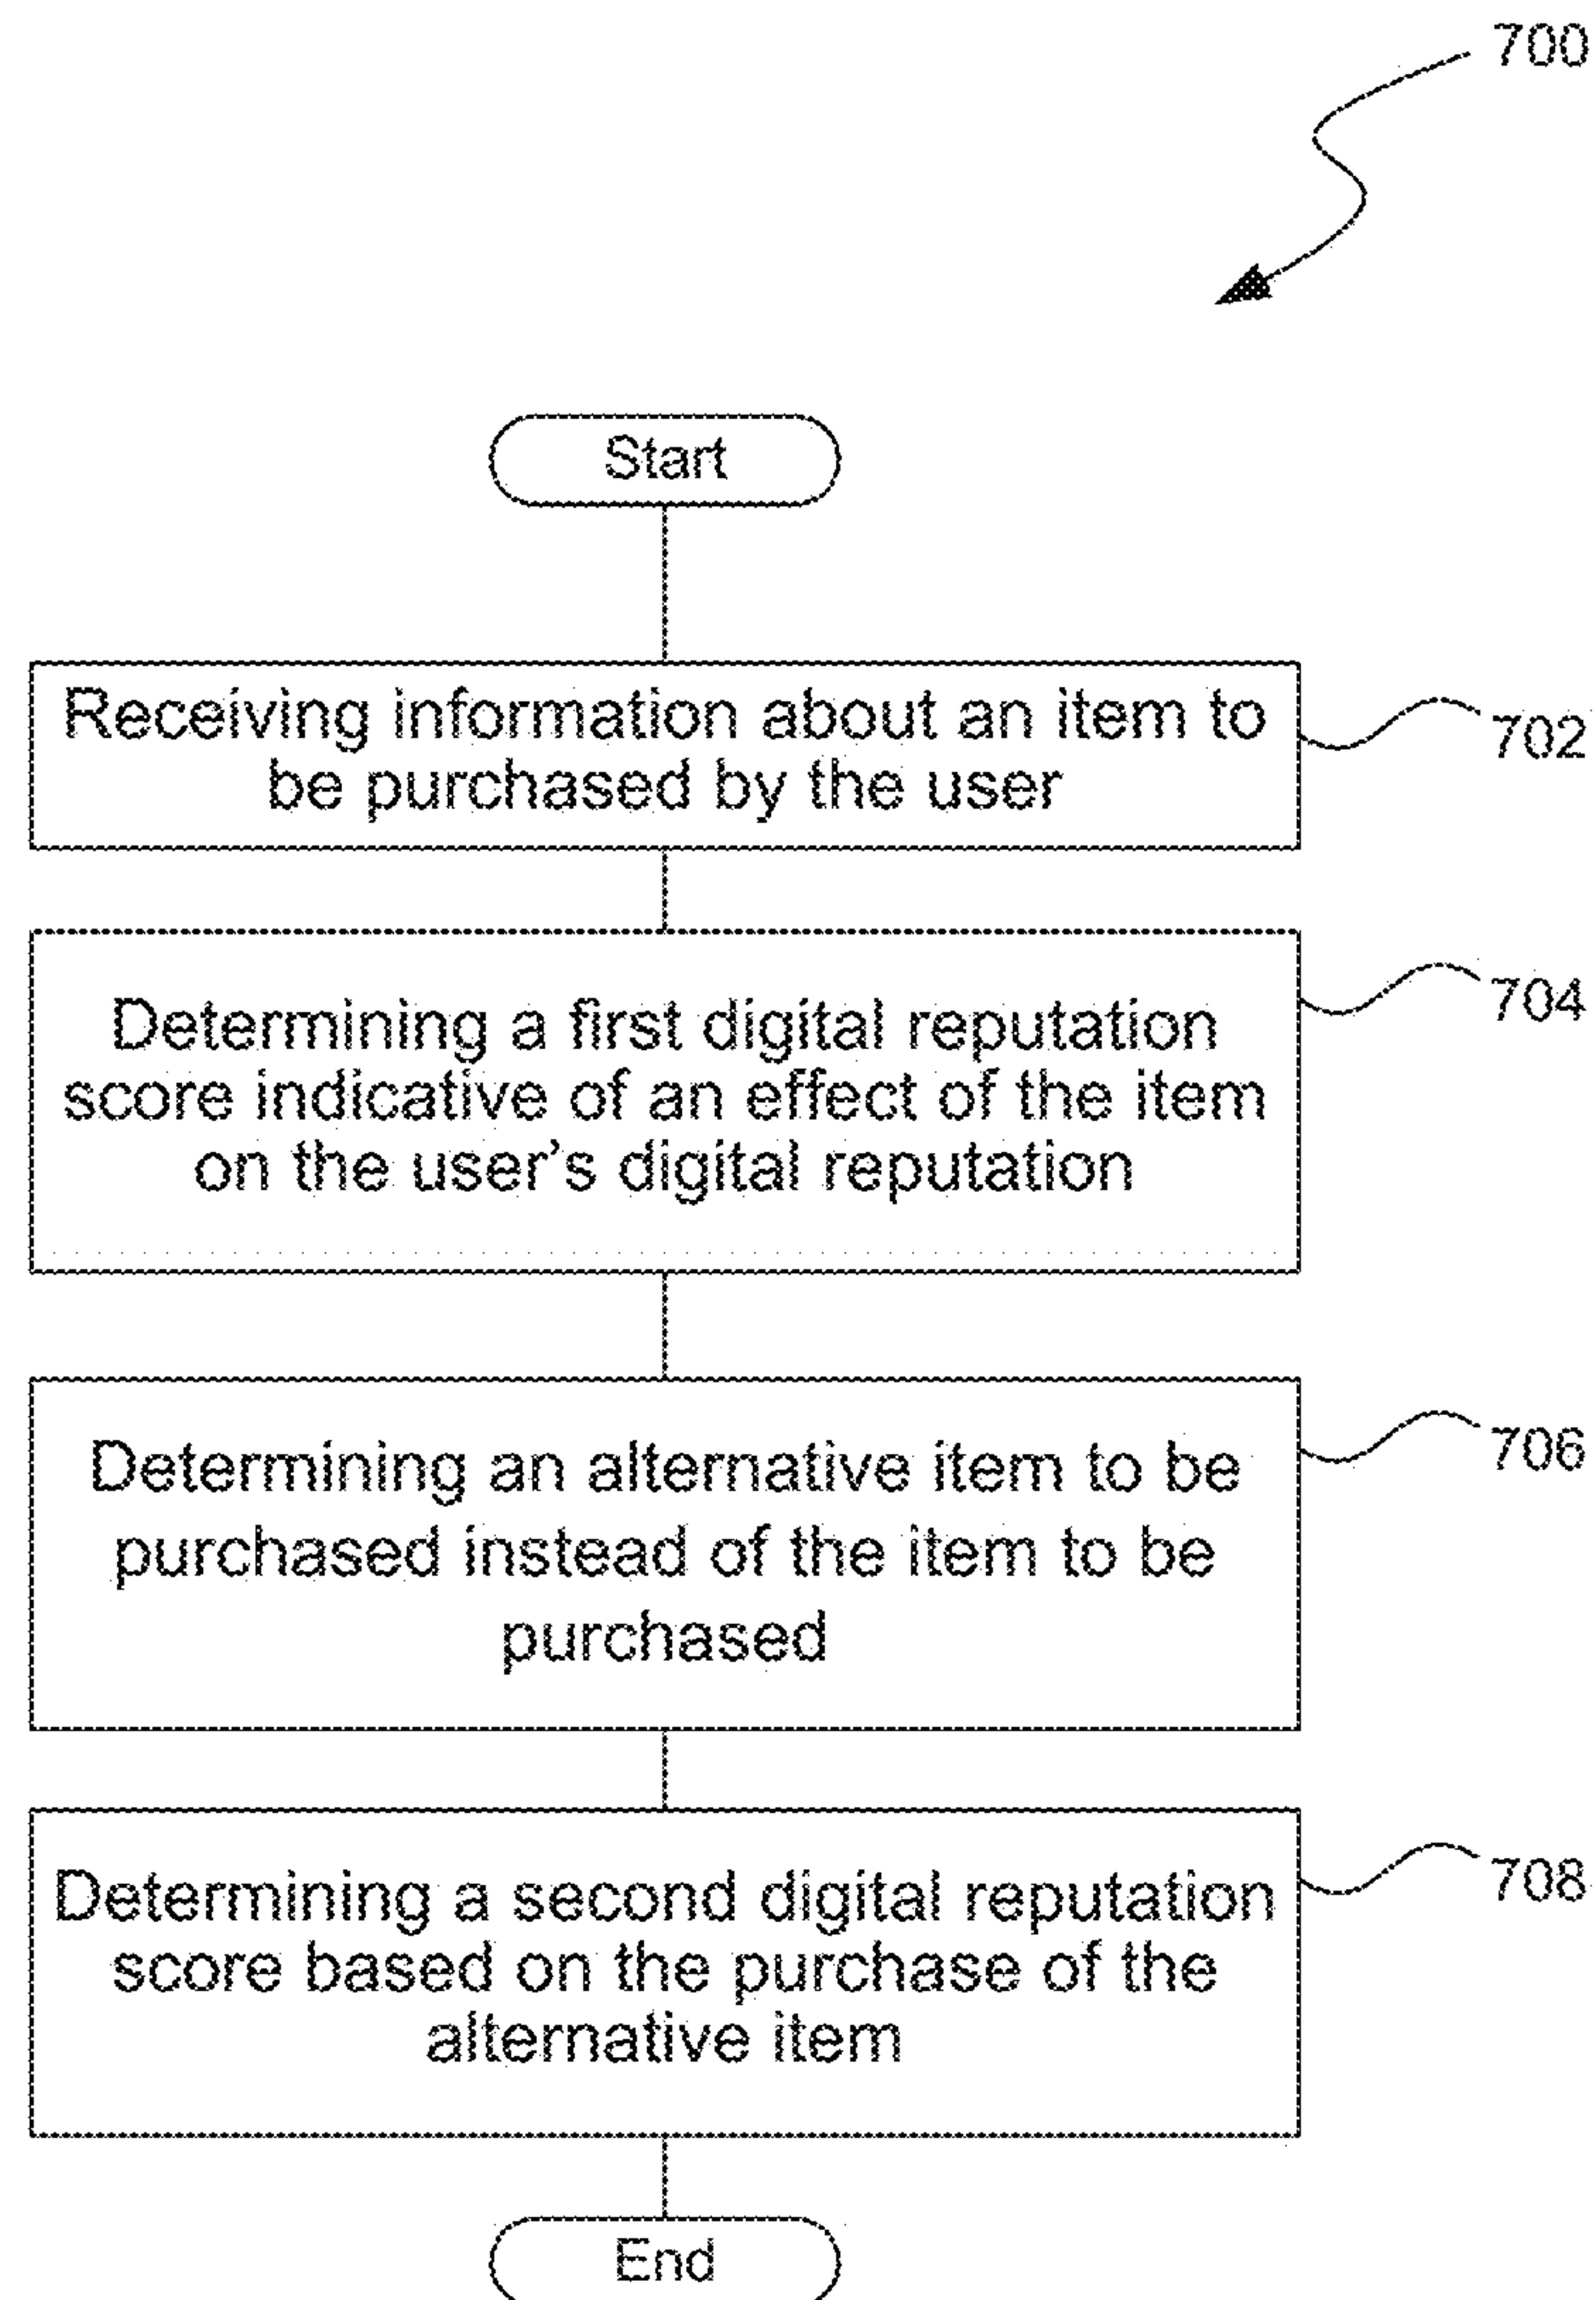 700
Start
Receiving information about an item to
be purchased by the user
702
Determining a first digital reputation
score indicative of an effect of the item
on the user's digital reputation
704
Determining an alternative item to be
purchased instead of the item to be
purchased
706
Determining a second digital reputation
score based on the purchase of the
alternative item
708
End